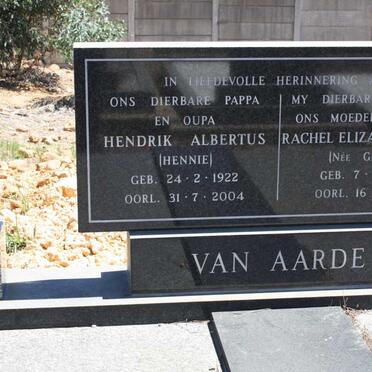 IN LIEFDEVOLLE HERINNERING
ONS DIERBARE PAPPA
EN OUPA
HENDRIK ALBERTUS
(HENNIE)
GEB. 24-2-1922
OORL. 31-7-2004
MY DIERBAR
ONS MOEDE
RACHEL ELIZA
(NÉE G
GEB. 7-
OORL. 16
VAN AARDE